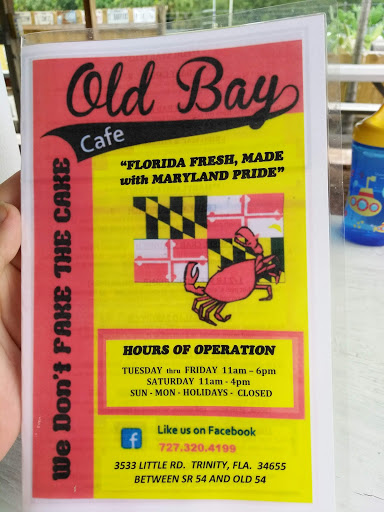 Old Bay
Cafe
We Don't FAKE THE CAKE
"FLORIDA FRESH, MADE
with MARYLAND PRIDE"
HOURS OF OPERATION
TUESDAY thru FRIDAY 11am – 6pm
SATURDAY 11am - 4pm
SUN - MON - HOLIDAYS - CLOSED
f
Like us on Facebook
727.320.4199
3533 LITTLE RD. TRINITY, FLA. 34655
BETWEEN SR 54 AND OLD 54